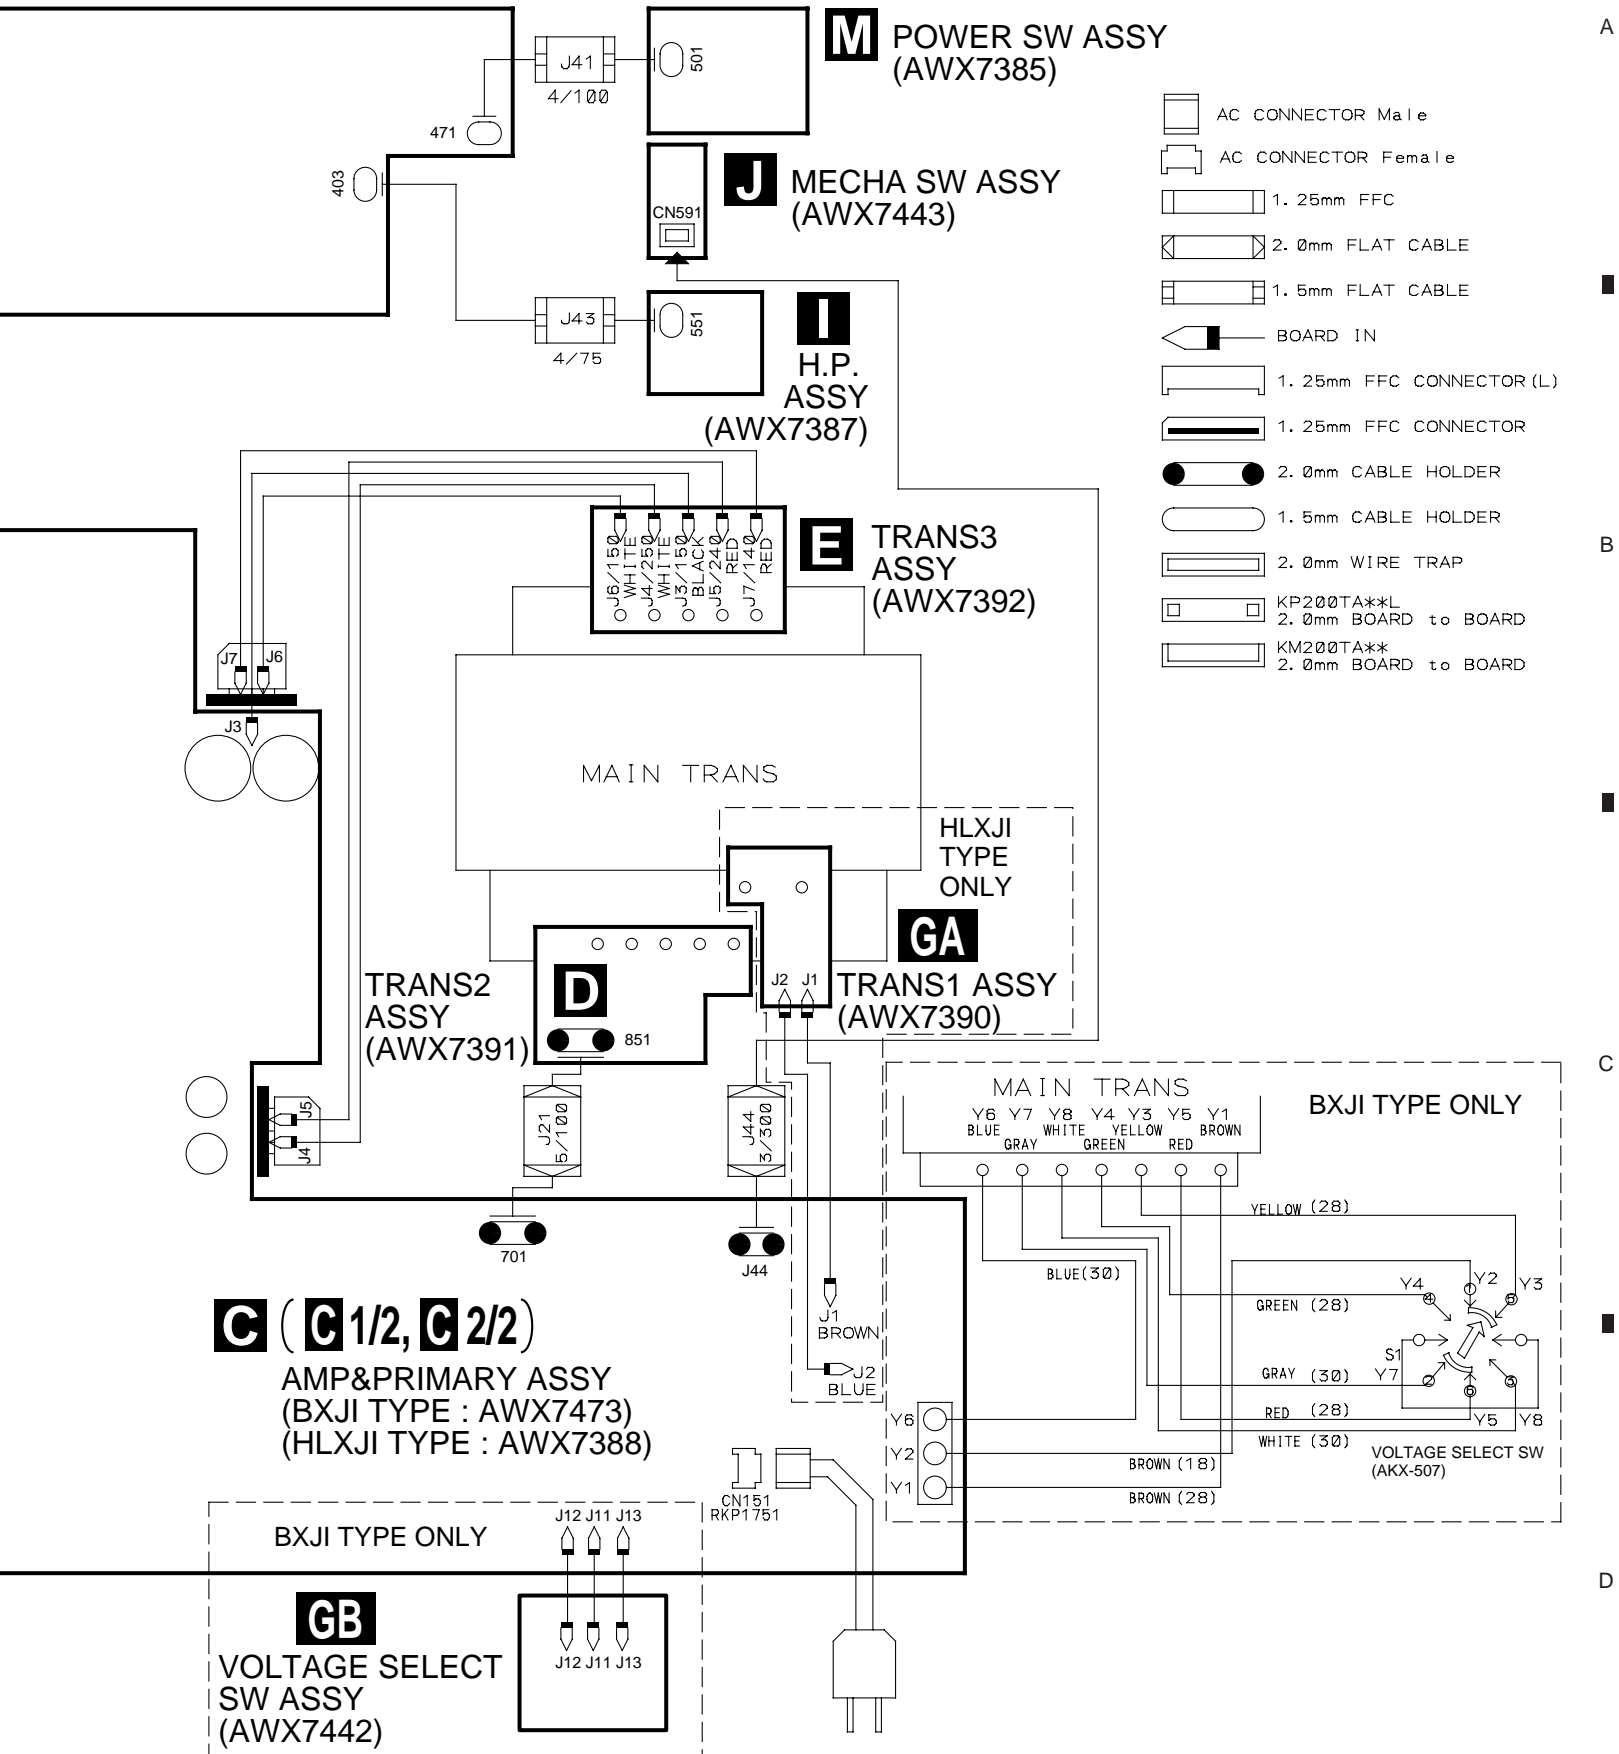 A
M POWER SW ASSY
(AWX7385)
J41
4/100
501
471
403
J MECHA SW ASSY
(AWX7443)
CN591
AC CONNECTOR Male
AC CONNECTOR Female
1.25mm FFC
2.0mm FLAT CABLE
1.5mm FLAT CABLE
BOARD IN
1.25mm FFC CONNECTOR(L)
1.25mm FFC CONNECTOR
2.0mm CABLE HOLDER
1.5mm CABLE HOLDER
2.0mm WIRE TRAP
KP200TA**L
2.0mm BOARD to BOARD
KM200TA**
2.0mm BOARD to BOARD
J43
4/75
551
I
H.P.
ASSY
(AWX7387)
B
J6/150
WHITE
J4/250
WHITE
J3/150
BLACK
J5/240
RED
J7/140
RED
E TRANS3
ASSY
(AWX7392)
J7 J6
J3
MAIN TRANS
HLXJI
TYPE
ONLY
GA
TRANS1 ASSY
(AWX7390)
J2 J1
TRANS2
ASSY
(AWX7391)
D
851
C
J5
J4
J21
5/100
J44
3/300
701
J44
J1
BROWN
J2
BLUE
MAIN TRANS
BXJI TYPE ONLY
Y6 Y7 Y8 Y4 Y3 Y5 Y1
BLUE WHITE YELLOW BROWN
GRAY GREEN RED
YELLOW (28)
BLUE(30)
GREEN (28)
GRAY (30)
RED (28)
WHITE (30)
BROWN (18)
BROWN (28)
Y4 Y2 Y3
4 1 5
S1
Y7
2 6 3
Y5 Y8
VOLTAGE SELECT SW
(AKX-507)
Y6
Y2
Y1
C ( C 1/2, C 2/2)
AMP&PRIMARY ASSY
(BXJI TYPE : AWX7473)
(HLXJI TYPE : AWX7388)
CN151
RKP1751
BXJI TYPE ONLY
J12 J11 J13
D
GB
VOLTAGE SELECT
SW ASSY
(AWX7442)
J12 J11 J13